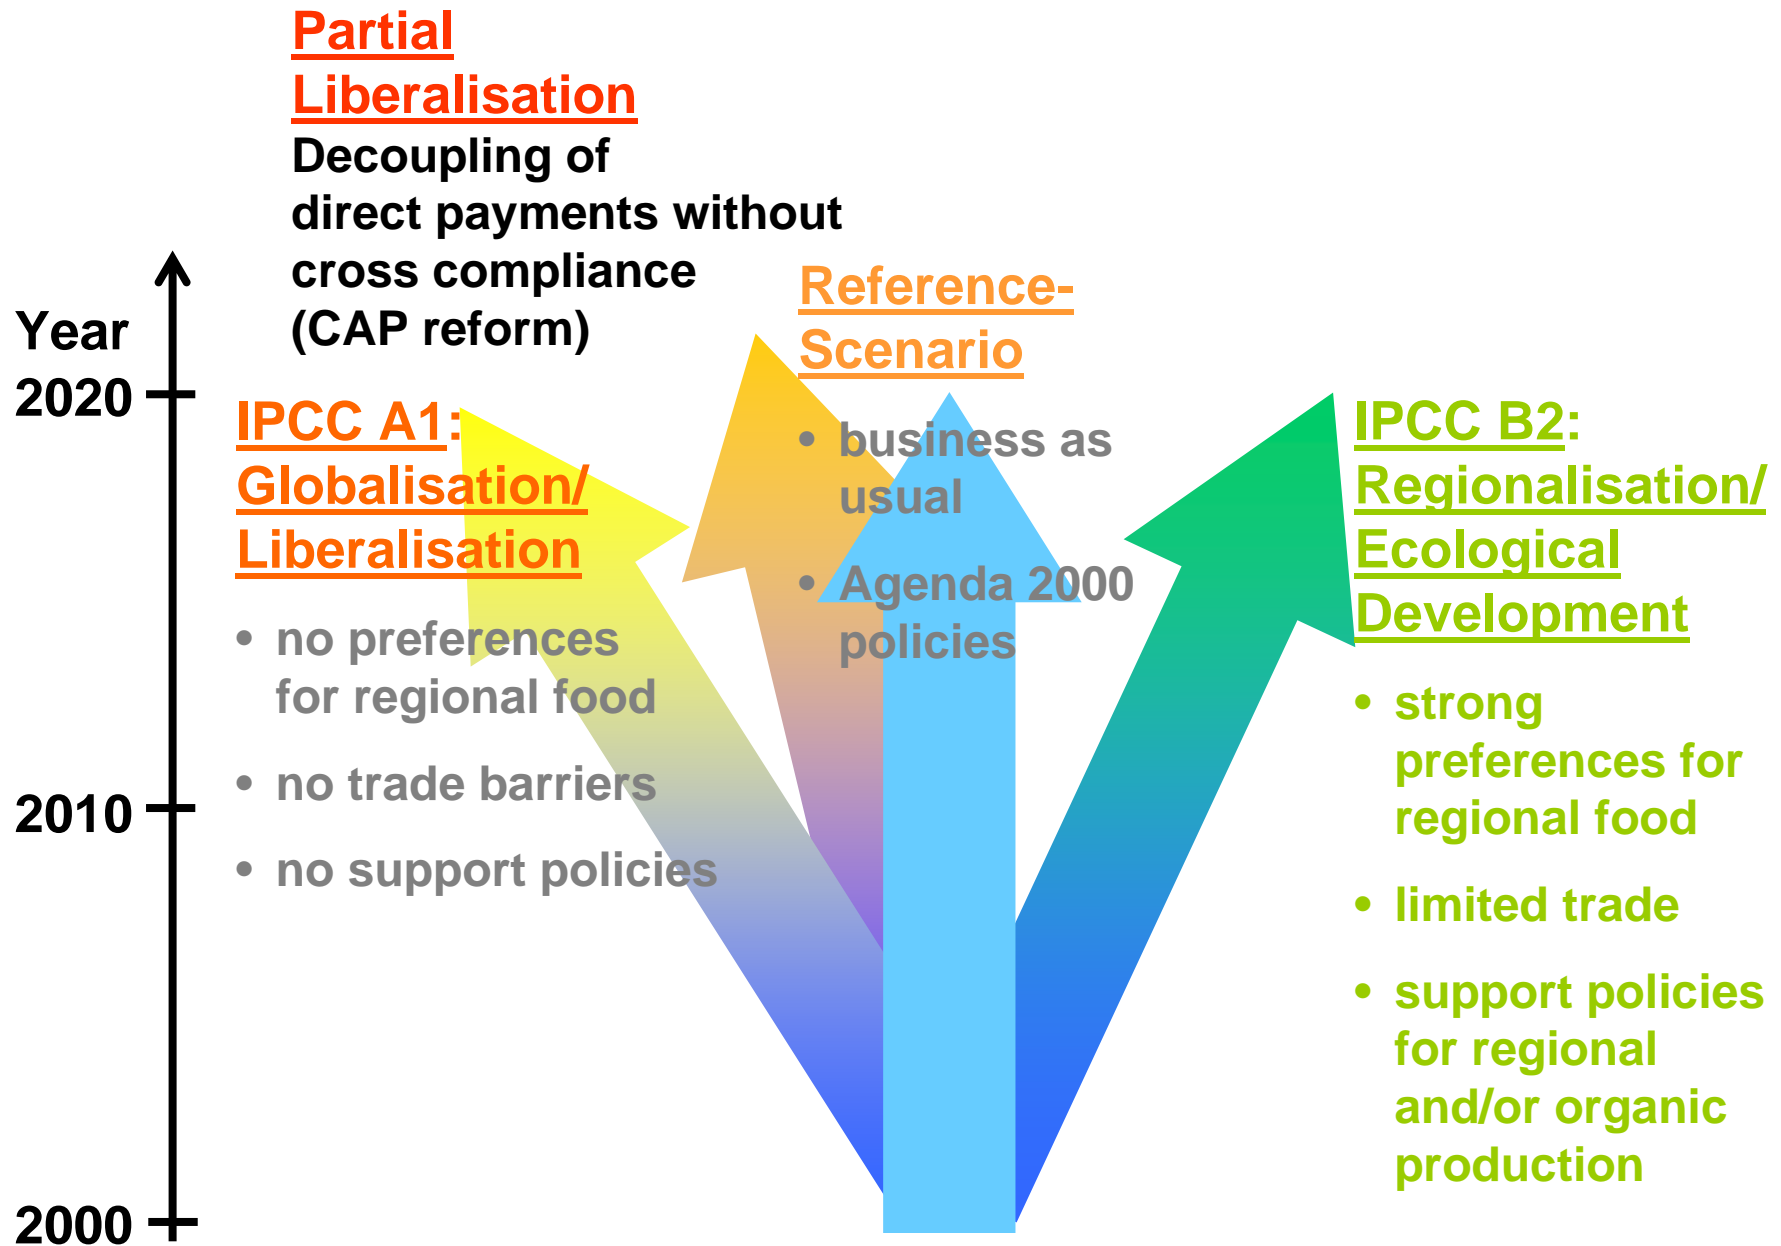 Partial
Liberalisation
Decoupling of
direct payments without
cross compliance
(CAP reform)
Year
2020
2010
2000
IPCC A1:
Globalisation/
Liberalisation
• no preferences
for regional food
• no trade barriers
• no support policies
Reference-
Scenario
• business as
usual
• Agenda 2000
policies
IPCC B2:
Regionalisation/
Ecological
Development
• strong
preferences for
regional food
• limited trade
• support policies
for regional
and/or organic
production